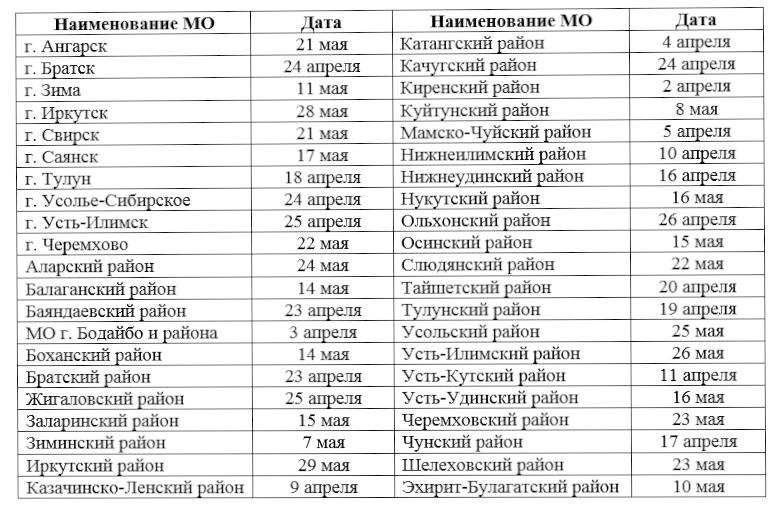 Наименование МО Дата Наименование МО Дата
г. Ангарск 21 мая Катангский район 4 апреля
г. Братск 24 апреля Качугский район 24 апреля
г. Зима 11 мая Киренский район 2 апреля
г. Иркутск 28 мая Куйтунский район 8 мая
г. Свирск 21 мая Мамско-Чуйский район 5 апреля
г. Саянск 17 мая Нижнеилимский район 10 апреля
г. Тулун 18 апреля Нижнеудинский район 16 апреля
г. Усолье-Сибирское 24 апреля Нукутский район 16 мая
г. Усть-Илимск 25 апреля Ольхонский район 26 апреля
г. Черемхово 22 мая Осинский район 15 мая
Аларский район 24 мая Слюдянский район 22 мая
Балаганский район 14 мая Тайшетский район 20 апреля
Баяндаевский район 23 апреля Тулунский район 19 апреля
МО г. Бодайбо и района 3 апреля Усольский район 25 мая
Боханский район 14 мая Усть-Илимский район 26 мая
Братский район 23 апреля Усть-Кутский район 11 апреля
Жигаловский район 25 апреля Усть-Удинский район 16 мая
Заларинский район 15 мая Черемховский район 23 мая
Зиминский район 7 мая Чунский район 17 апреля
Иркутский район 29 мая Шелеховский район 23 мая
Казачинско-Ленский район 9 апреля Эхирит-Булагатский район 10 мая